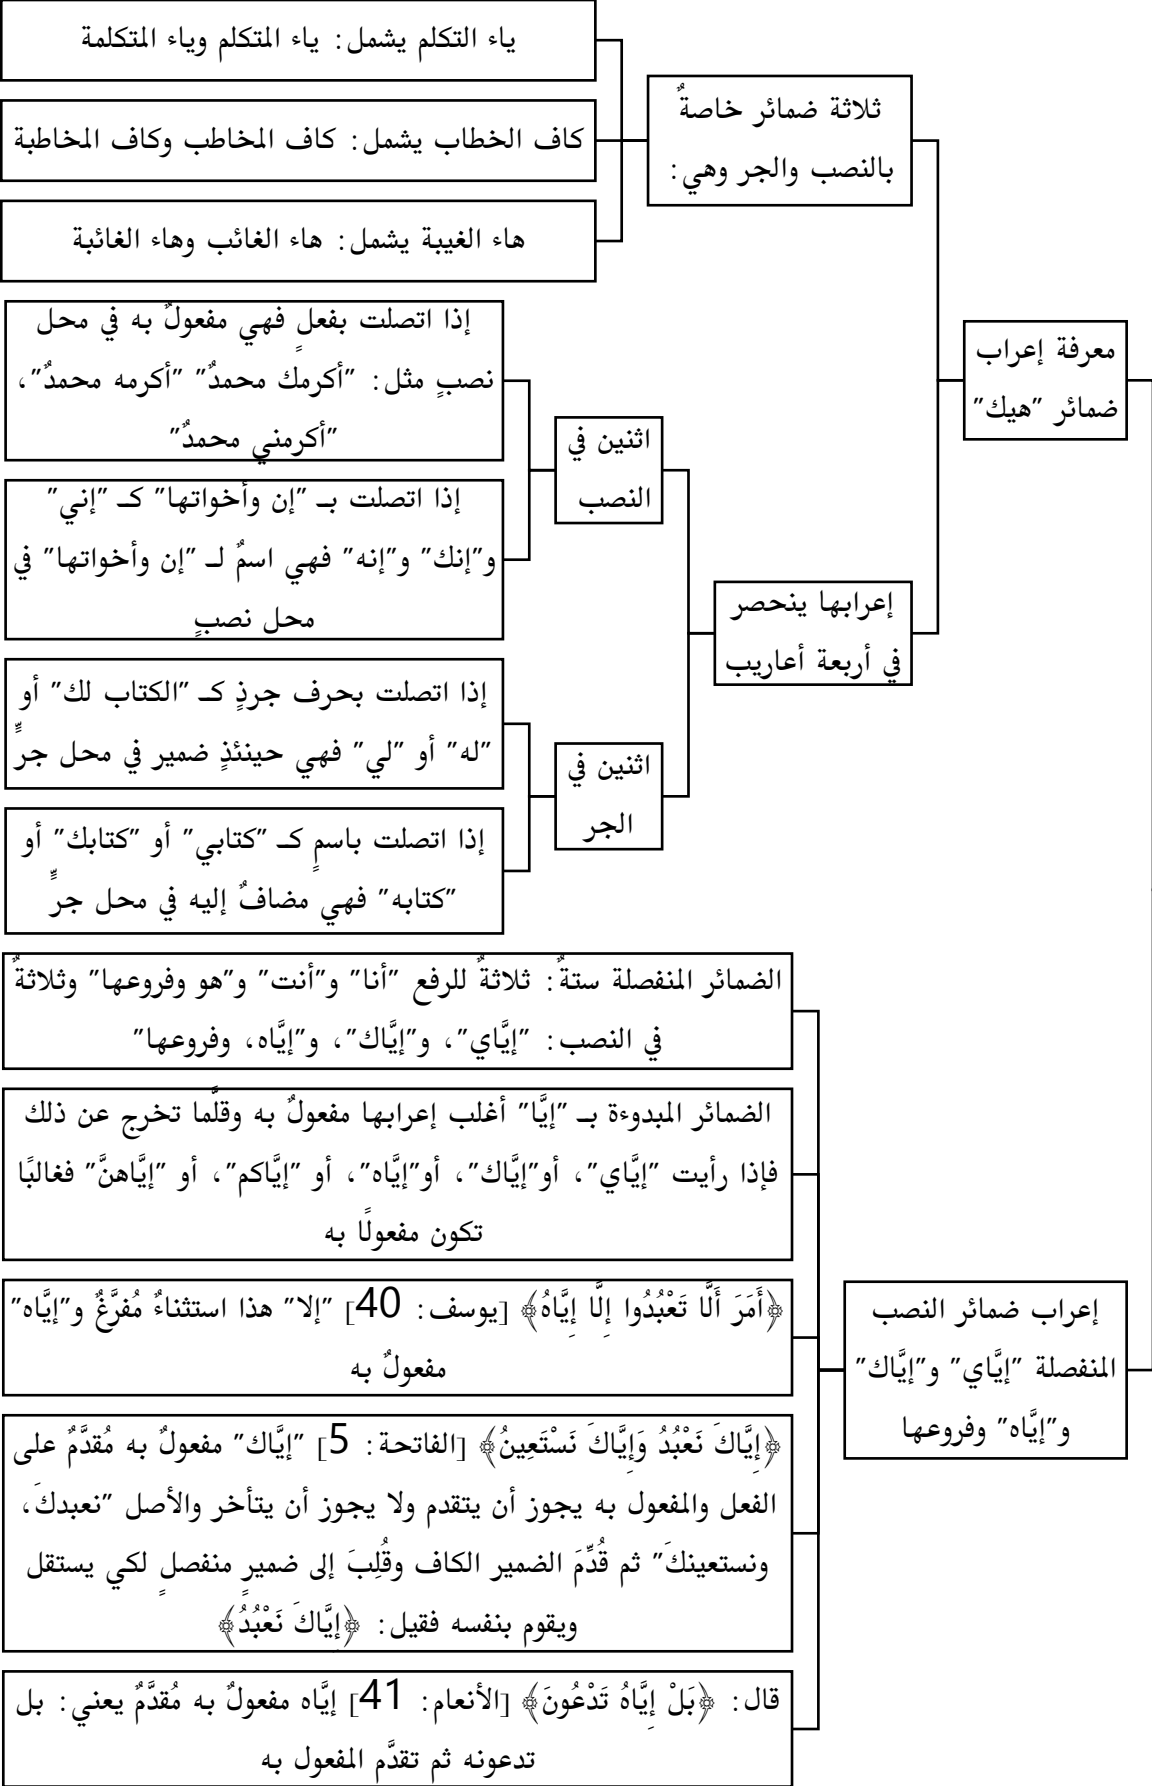 معرفة إعراب
ضمائر "هيك"
ثلاثة ضمائر خاصةٌ
بالنصب والجر وهي:
ياء التكلم يشمل: ياء المتكلم وياء المتكلمة
كاف الخطاب يشمل: كاف المخاطب وكاف المخاطبة
هاء الغيبة يشمل: هاء الغائب وهاء الغائبة
إعرابها ينحصر
في أربعة أعاريب
اثنين في
النصب
إذا اتصلت بفعلٍ فهي مفعولٌ به في محل
نصبٍ مثل: "أكرمك محمدٌ" "أكرمه محمدٌ"،
"أكرمني محمدٌ"
إذا اتصلت بـ "إن وأخواتها" كـ "إني"
و"إنك" و"إنه" فهي اسمٌ لـ "إن وأخواتها" في
محل نصبٍ
اثنين في
الجر
إذا اتصلت بحرف جرذٍ كـ "الكتاب لك" أو
"له" أو "لي" فهي حينئذٍ ضمير في محل جرٍّ
إذا اتصلت باسمٍ كـ "كتابي" أو "كتابك" أو
"كتابه" فهي مضافٌ إليه في محل جرٍّ
إعراب ضمائر النصب
المنفصلة "إيَّاي" و"إيَّاك"
و"إيَّاه" وفروعها
الضمائر المنفصلة ستةٌ: ثلاثةٌ للرفع "أنا" و"أنت" و"هو وفروعها" وثلاثةٌ
في النصب: "إيَّاي"، و"إيَّاك"، و"إيَّاه، وفروعها"
الضمائر المبدوءة بـ "إيَّا" أغلب إعرابها مفعولٌ به وقلَّما تخرج عن ذلك
فإذا رأيت "إيَّاي"، أو"إيَّاك"، أو"إيَّاه"، أو "إيَّاكم"، أو "إيَّاهنَّ" فغالبًا
تكون مفعولًا به
﴿أَمَرَ أَلَّا تَعْبُدُوا إِلَّا إِيَّاهُ﴾ [يوسف: 40] "إلا" هذا استثناءٌ مُفرَّغٌ و"إيَّاه"
مفعولٌ به
﴿إِيَّاكَ نَعْبُدُ وَإِيَّاكَ نَسْتَعِينُ﴾ [الفاتحة: 5] "إيَّاك" مفعولٌ به مُقدَّمٌ على
الفعل والمفعول به يجوز أن يتقدم ولا يجوز أن يتأخر والأصل "نعبدكَ،
ونستعينكَ" ثم قُدِّمَ الضمير الكاف وقُلِبَ إلى ضميرٍ منفصلٍ لكي يستقل
ويقوم بنفسه فقيل: ﴿إِيَّاكَ نَعْبُدُ﴾
قال: ﴿بَلْ إِيَّاهُ تَدْعُونَ﴾ [الأنعام: 41] إيَّاه مفعولٌ به مُقدَّمٌ يعني: بل
تدعونه ثم تقدَّم المفعول به